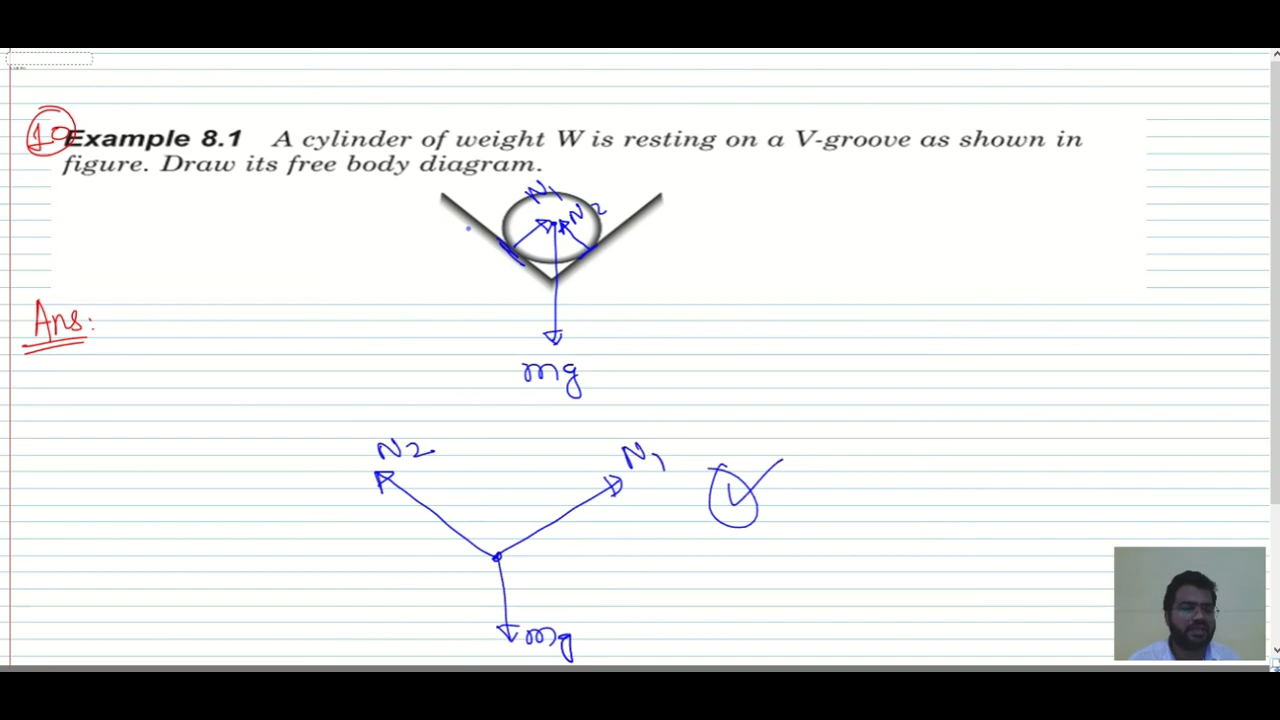 10 Example 8.1 A cylinder of weight W is resting on a V-groove as shown in
figure. Draw its free body diagram.
N1
N2
Ans:
mg
N2
N1
mg